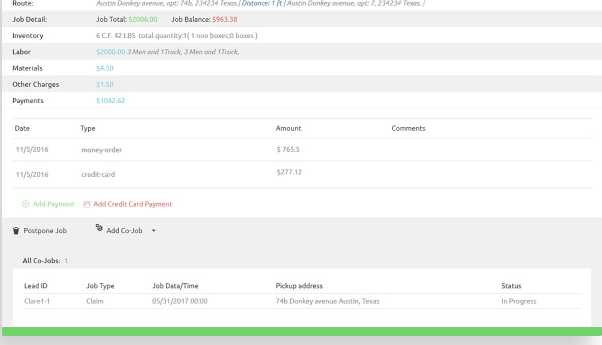 Route: Austin Donkey avenue, apt: 74b, 234234 Texas.| Distance: 1 ft | Austin Donkey avenue, apt: 7, 234234 Texas. |
Job Detail: Job Total: $2006.00 Job Balance: $963.38
Inventory 6 C.F. 42 LBS total quantity:1( 1 non boxes;0 boxes )
Labor $2000.00 3 Men and 1Truck, 3 Men and 1Truck,
Materials $4.50
Other Charges $1.50
Payments $1042.62
Date Type Amount Comments
11/5/2016 money-order $ 765.5
11/5/2016 credit-card $277.12
Add Payment Add Credit Card Payment
Postpone Job Add Co-Job
All Co-Jobs: 1
Lead ID Job Type Job Data/Time Pickup address Status
Clare1-1 Claim 05/31/2017 00:00 74b Donkey avenue Austin, Texas In Progress